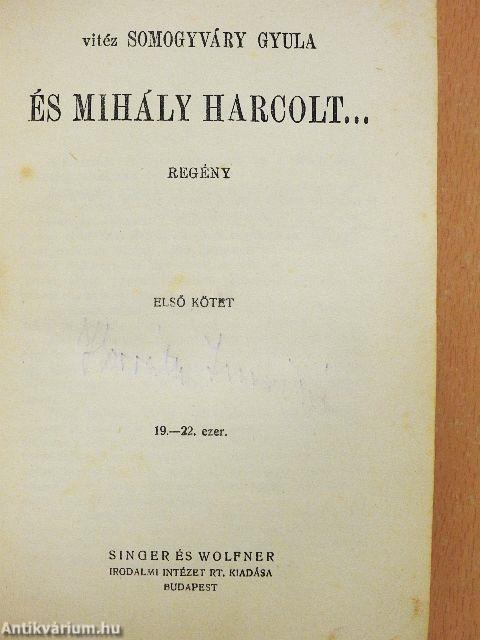 vitéz SOMOGYVÁRY GYULA
ÉS MIHÁLY HARCOLT...
REGÉNY
ELSŐ KÖTET
19.—22. ezer.
SINGER ÉS WOLFNER
IRODALMI INTÉZET RT. KIADÁSA
BUDAPEST
Antikvárium.hu